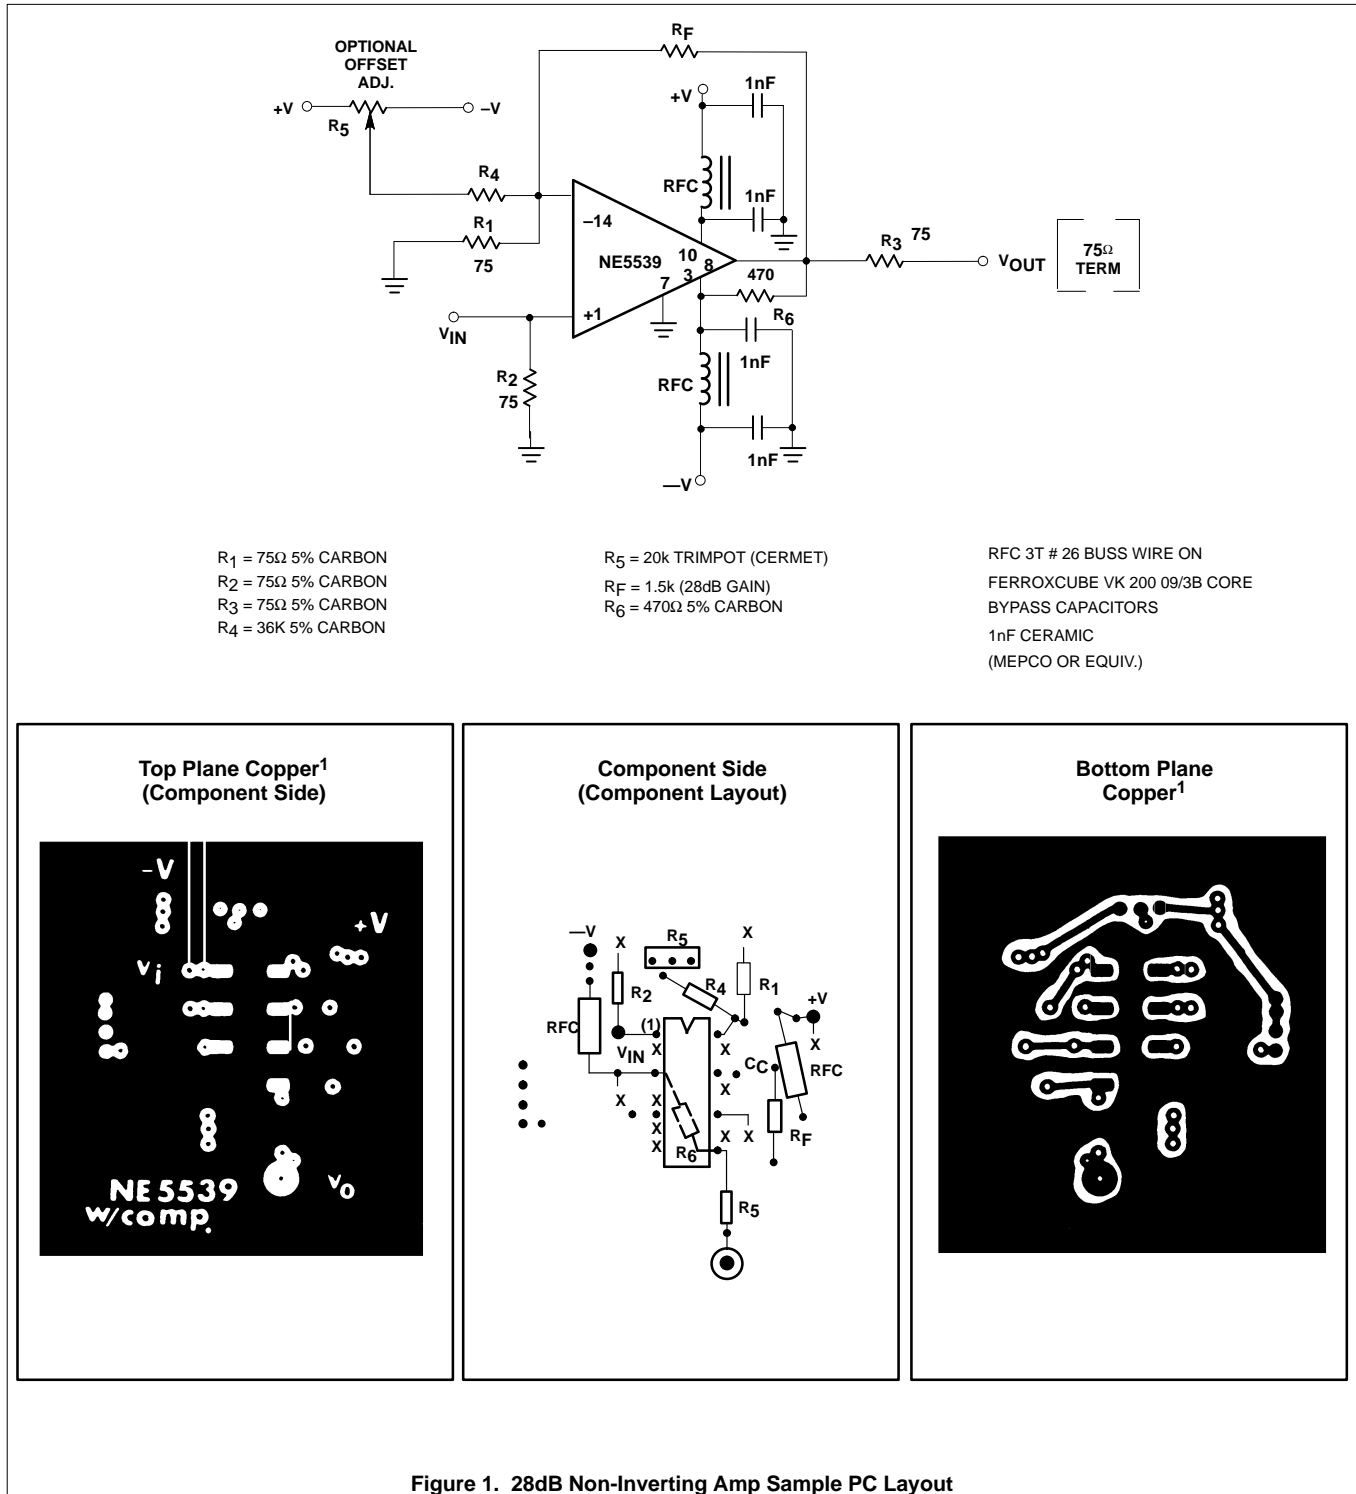 OPTIONAL
OFFSET
ADJ.
+V
–V
R5
RF
+V
1nF
RFC
1nF
R4
R1
75
–14
NE5539
10
8
3
7
+1
VIN
R2
75
470
R6
1nF
RFC
1nF
—V
R3 75
VOUT
75Ω
TERM
R1 = 75Ω 5% CARBON
R2 = 75Ω 5% CARBON
R3 = 75Ω 5% CARBON
R4 = 36K 5% CARBON
R5 = 20k TRIMPOT (CERMET)
RF = 1.5k (28dB GAIN)
R6 = 470Ω 5% CARBON
RFC 3T # 26 BUSS WIRE ON
FERROXCUBE VK 200 09/3B CORE
BYPASS CAPACITORS
1nF CERAMIC
(MEPCO OR EQUIV.)
Top Plane Copper1
(Component Side)
–V
+V
Vi
NE5539
w/comp.
Vo
Component Side
(Component Layout)
—V
X
R5
X
R2
R4
R1
+V
RFC
(1)
VIN
X
X
X
CC
RFC
X
X
X
X
X
X
X
X
R6
RF
R5
Bottom Plane
Copper1
Figure 1. 28dB Non-Inverting Amp Sample PC Layout